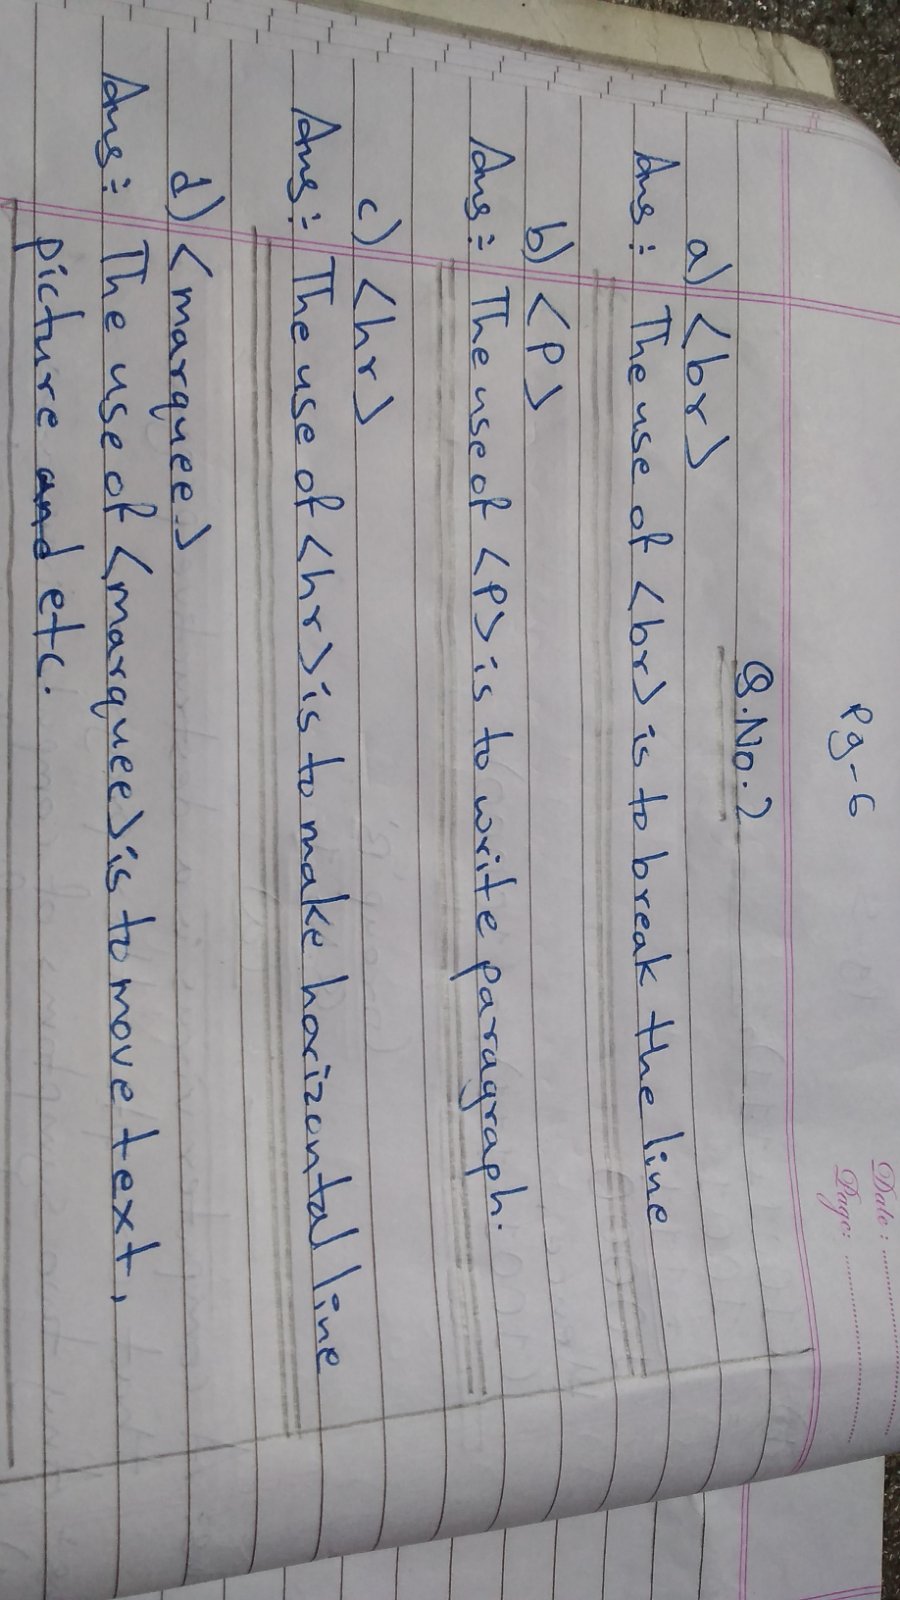 Pg-6
Date: ........................
Page: ........................
Q.No.2
a) <br>
Ans:- The use of <br> is to break the line
b) <P>
Ans:- The use of <P> is to write paragraph.
c) <hr>
Ans:- The use of <hr> is to make horizontal line
d) <marquee>
Ans:- The use of <marquee> is to move text,
picture and etc.